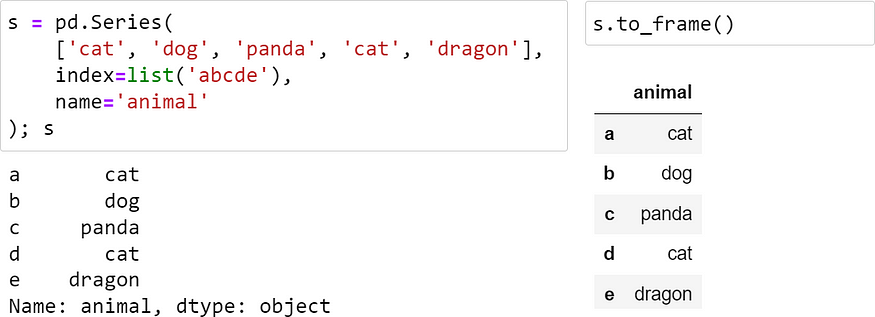 s = pd.Series(
    ['cat', 'dog', 'panda', 'cat', 'dragon'],
    index=list('abcde'),
    name='animal'
); s
a       cat
b       dog
c     panda
d       cat
e    dragon
Name: animal, dtype: object
s.to_frame()
animal
a cat
b dog
c panda
d cat
e dragon